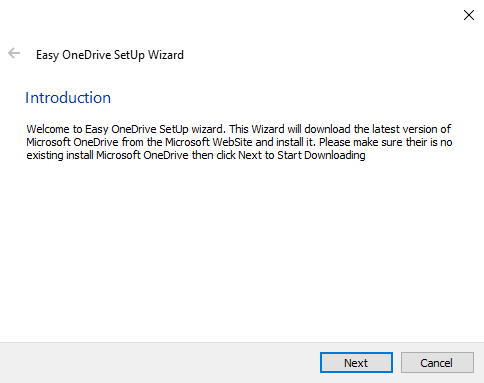 Easy OneDrive SetUp Wizard
Introduction
Welcome to Easy OneDrive SetUp wizard. This Wizard will download the latest version of
Microsoft OneDrive from the Microsoft WebSite and install it. Please make sure their is no
existing install Microsoft OneDrive then click Next to Start Downloading
Next Cancel